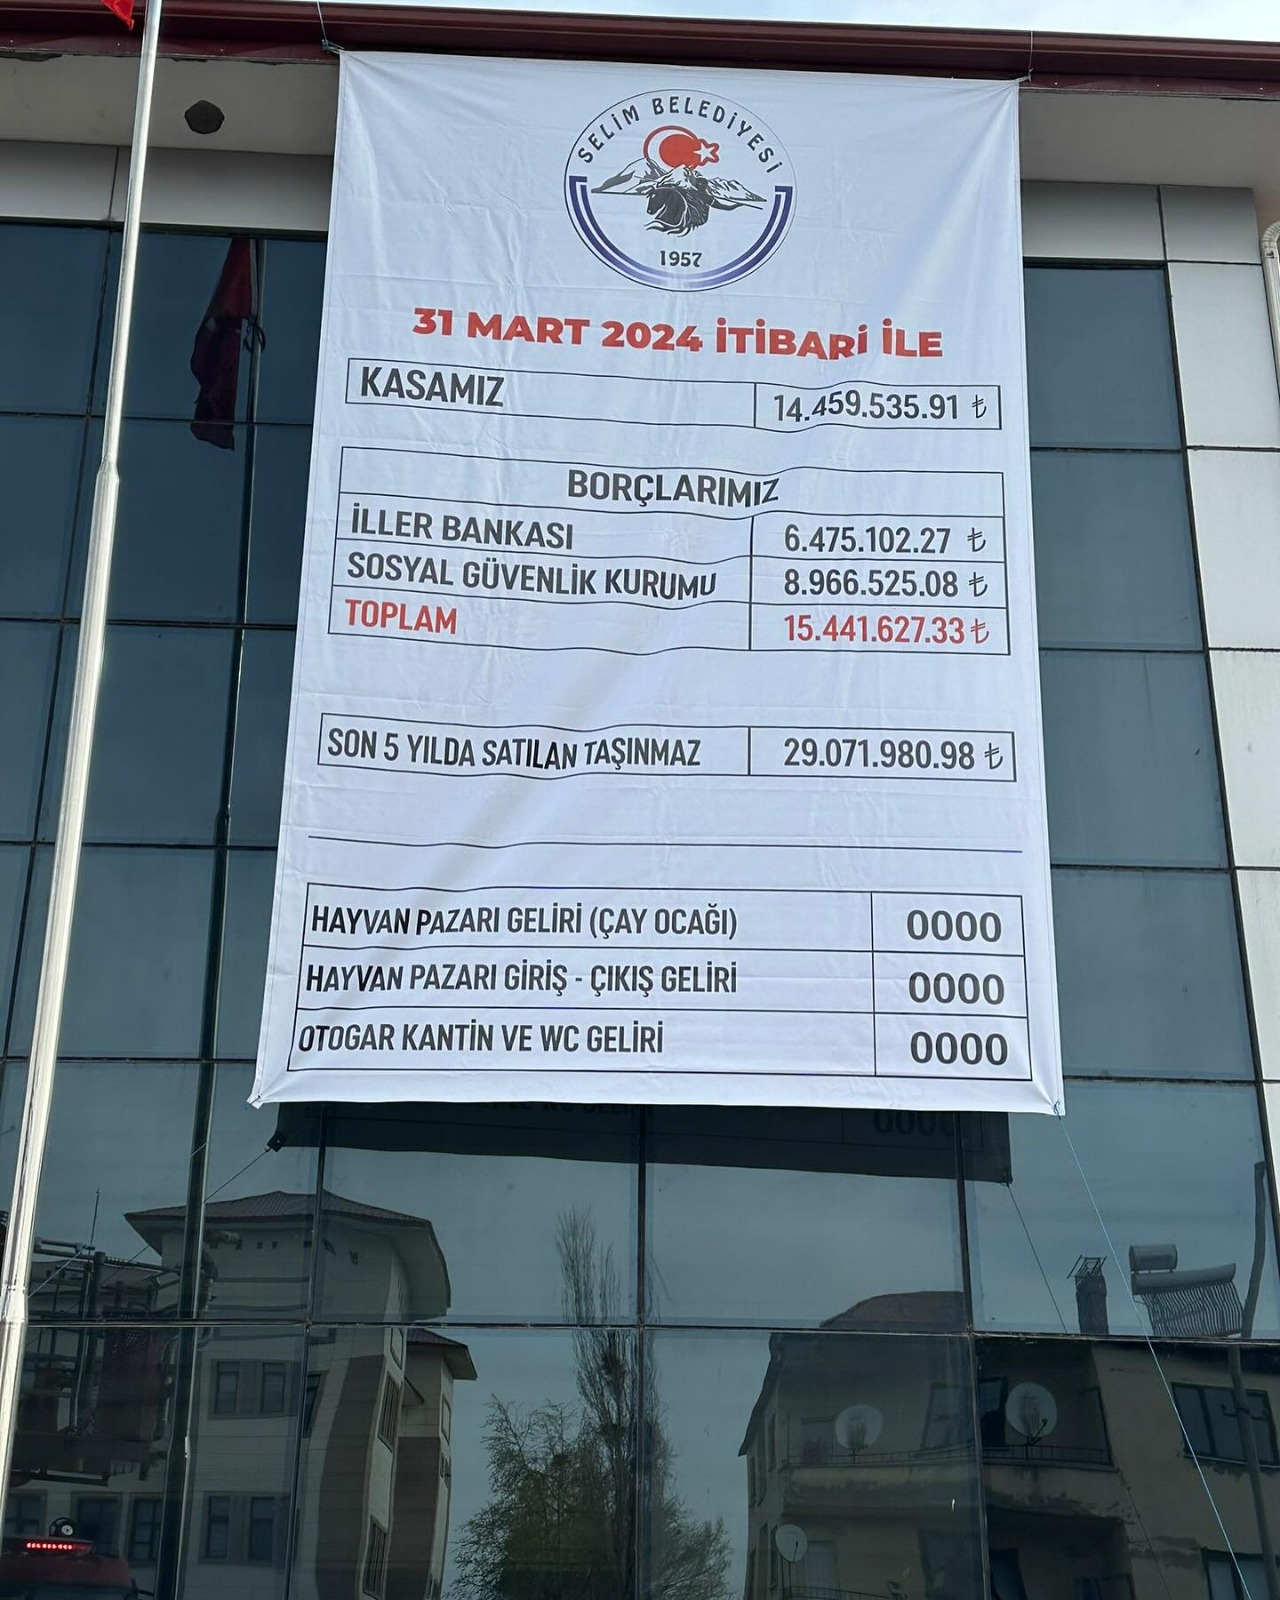 SELİM BELEDİYESİ
1957
31 MART 2024 İTİBARİ İLE
KASAMIZ 14.459.535.91 ₺
BORÇLARIMIZ
İLLER BANKASI 6.475.102.27 ₺
SOSYAL GÜVENLİK KURUMU 8.966.525.08 ₺
TOPLAM 15.441.627.33 ₺
SON 5 YILDA SATILAN TAŞINMAZ 29.071.980.98 ₺
HAYVAN PAZARI GELİRİ (ÇAY OCAĞI) 0000
HAYVAN PAZARI GİRİŞ - ÇIKIŞ GELİRİ 0000
OTOGAR KANTİN VE WC GELİRİ 0000